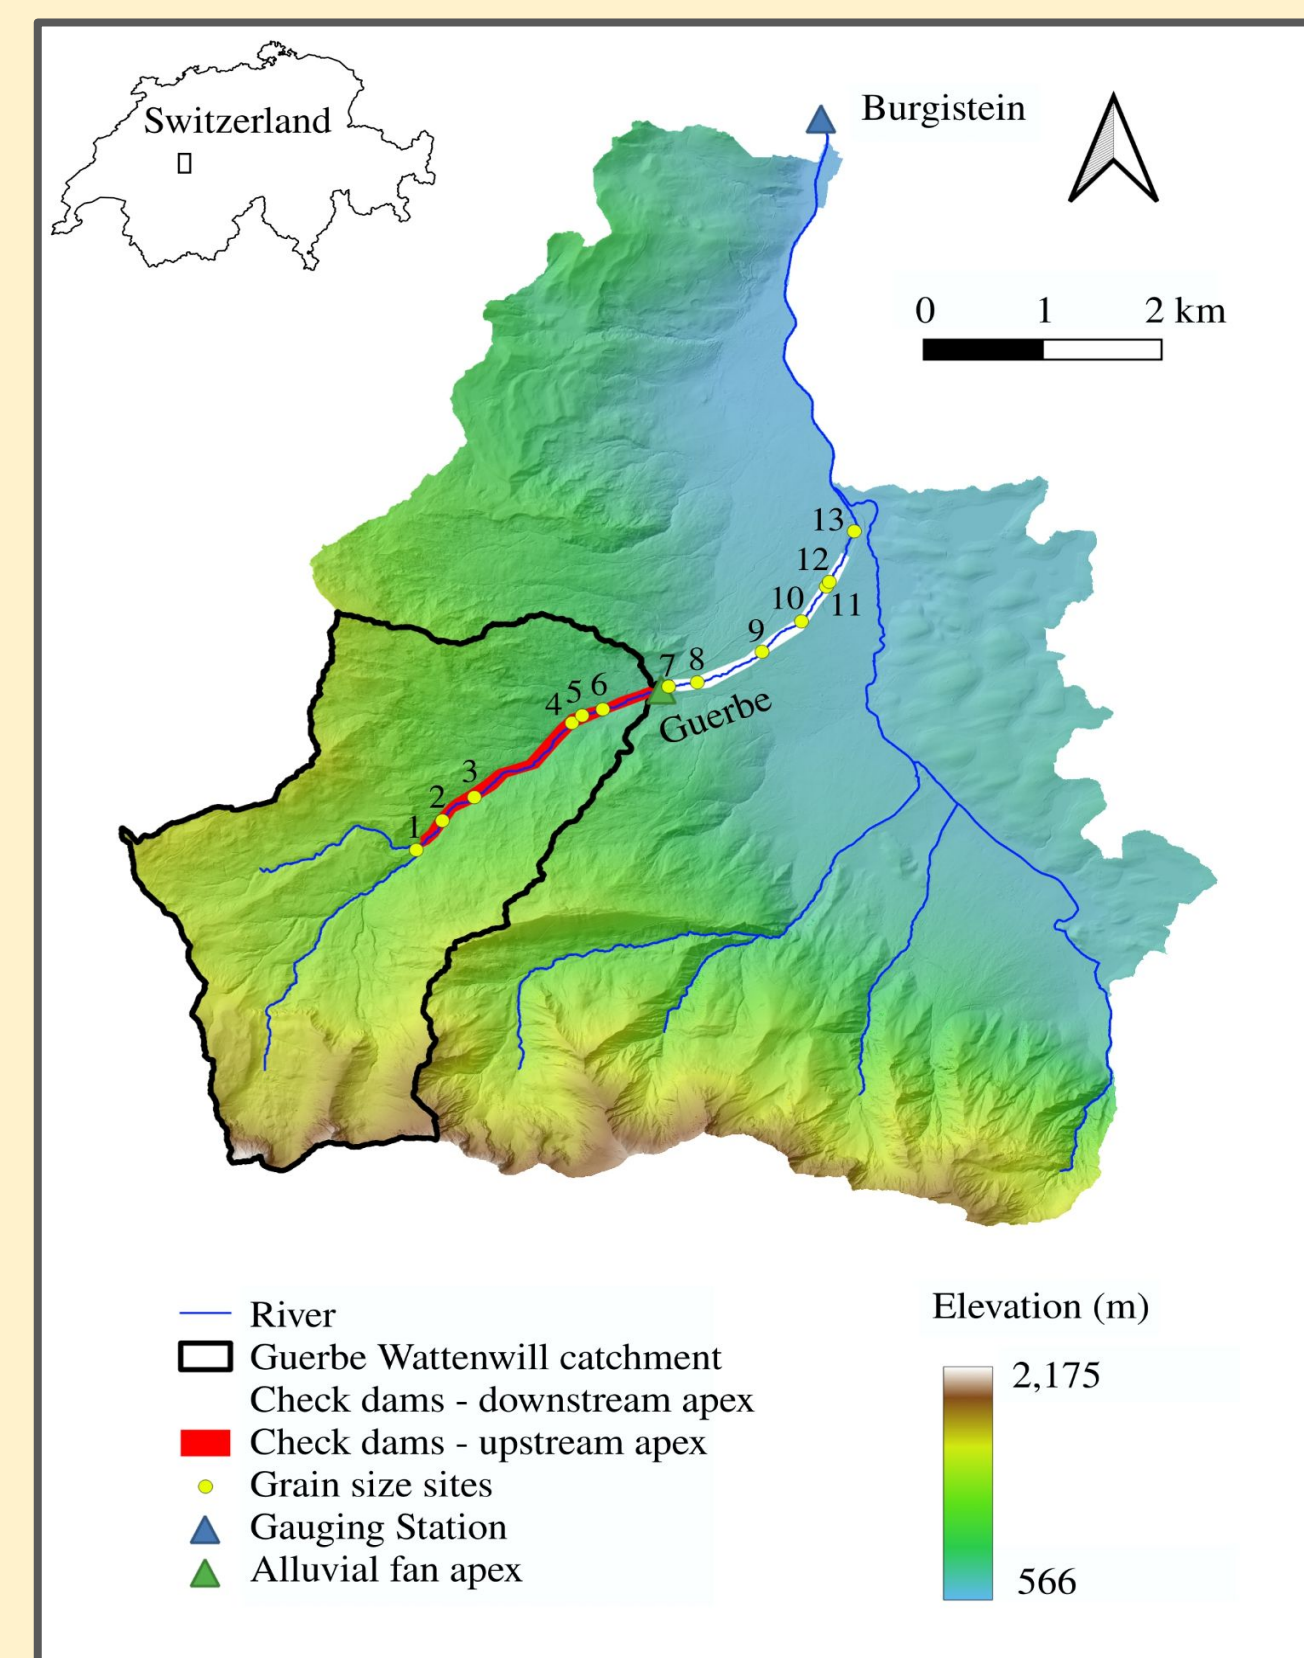 Switzerland
Burgistein
0 1 2 km
13
12
10 11
9
7 8
4 5 6
Guerbe
3
2
1
River
Guerbe Wattenwill catchment
Check dams - downstream apex
Check dams - upstream apex
Grain size sites
Gauging Station
Alluvial fan apex
Elevation (m)
2,175
566